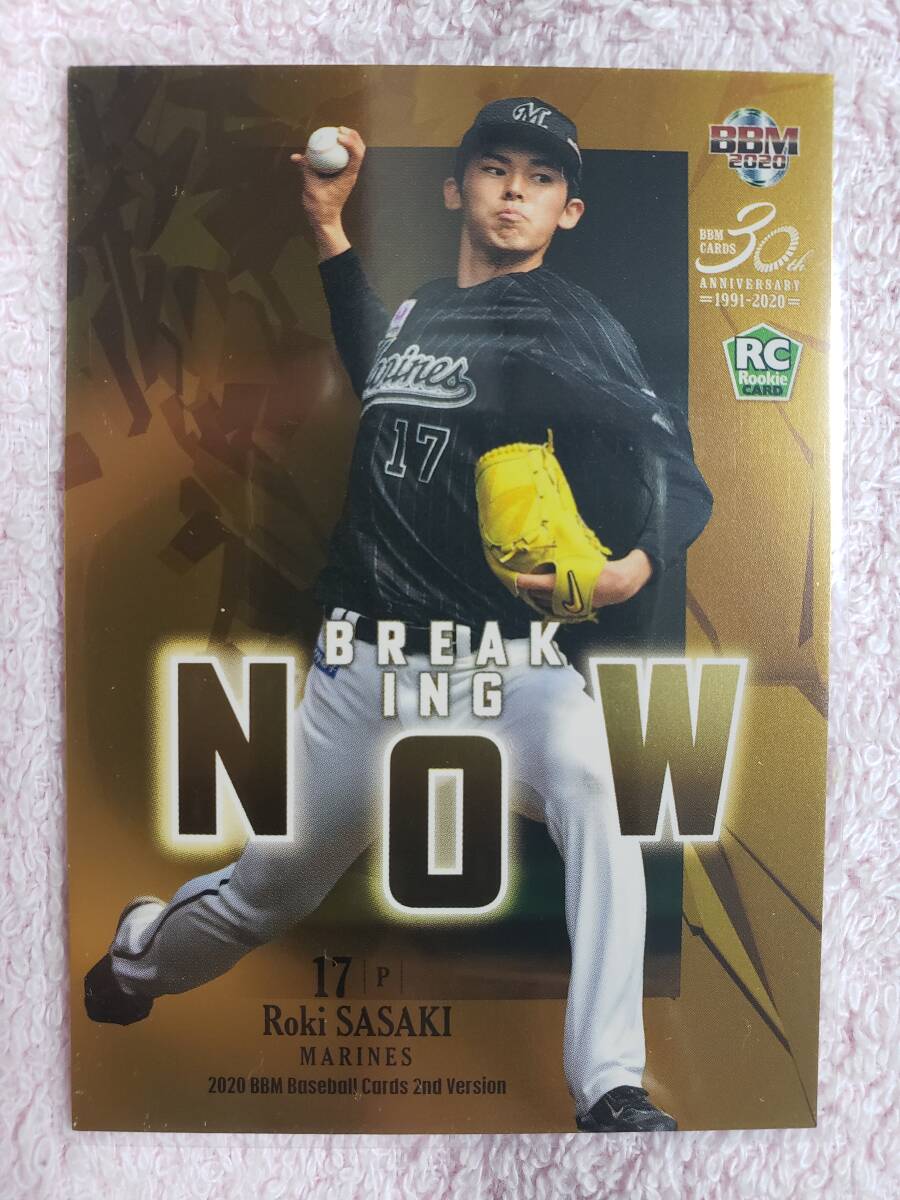 M
BBM
2020
BBM
CARDS
30th
ANNIVERSARY
=1991-2020=
RC
Rookie
CARD
Marines
17
BREAK
ING
NOW
17 | P |
Roki SASAKI
MARINES
2020 BBM Baseball Cards 2nd Version